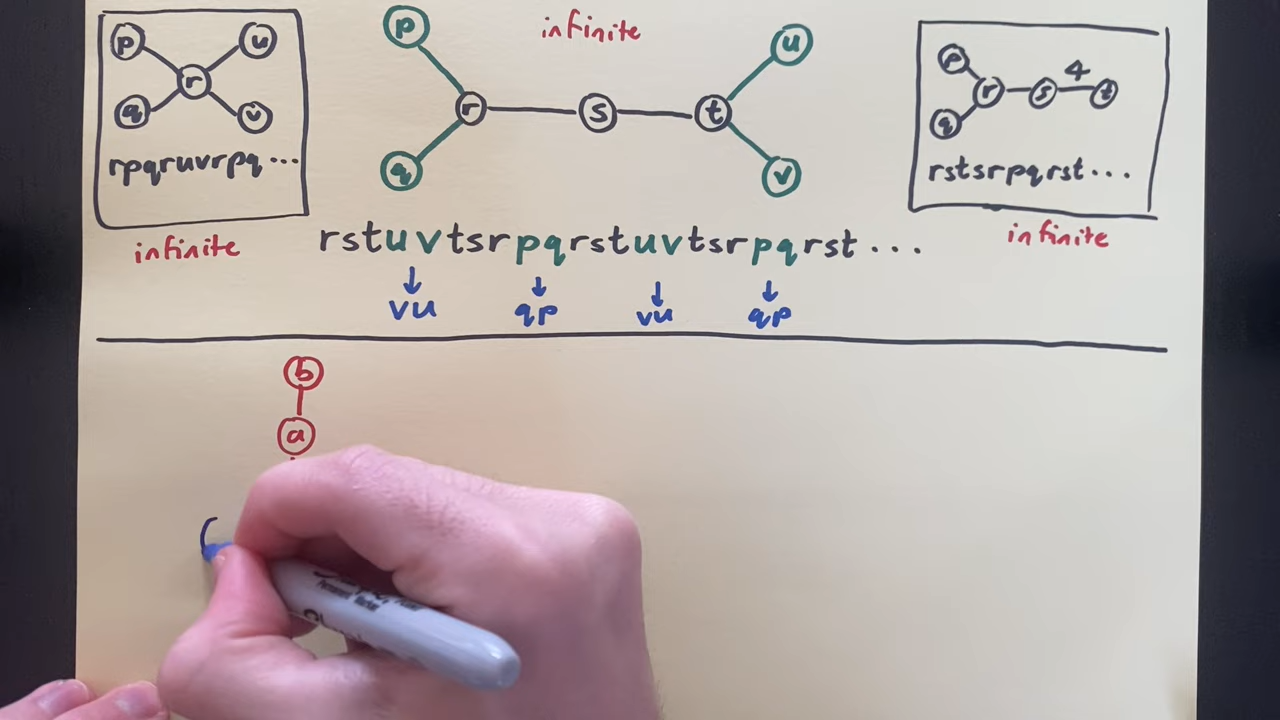 p u
r
q v
rpqruvrpq...
infinite
infinite
p u
r s t
q v
rstuvtsrpqrstuvtsrpqrst...
↓ ↓ ↓ ↓
vu qp vu qp
4
p r s t
q
rstsrpqrst...
infinite
b
a